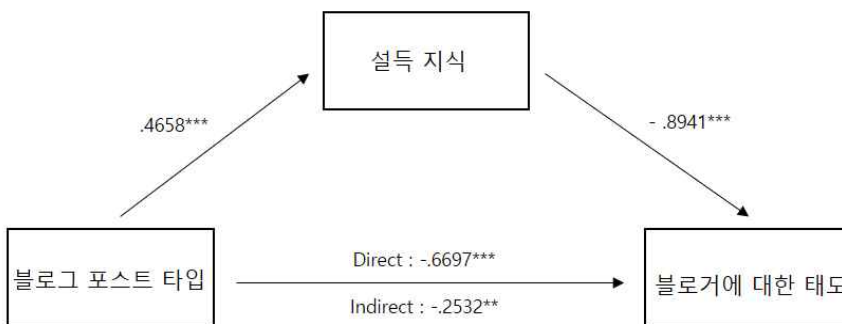 설득 지식
.4658***
- .8941***
블로그 포스트 타입
Direct : -.6697***
Indirect : -.2532**
블로거에 대한 태도